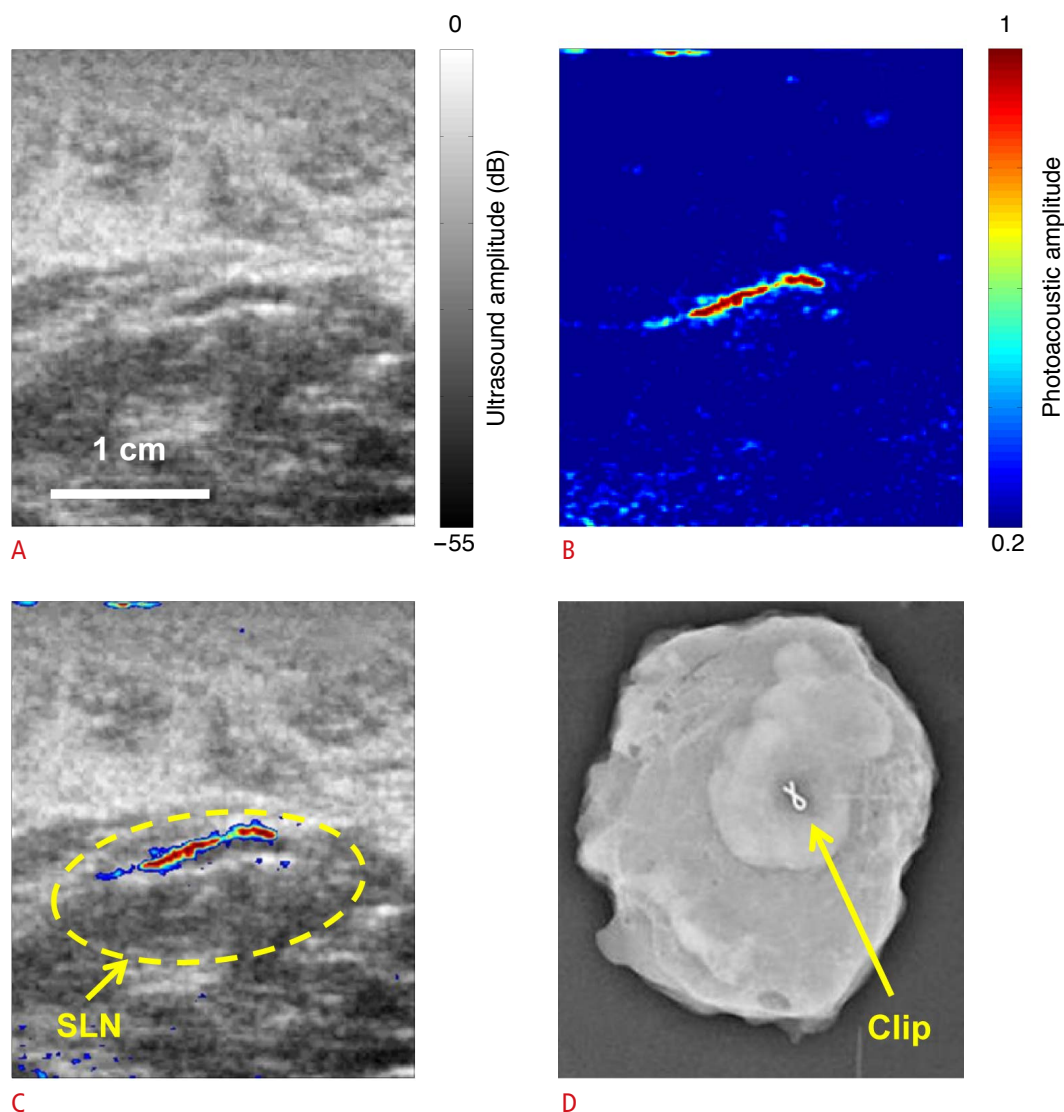 0
Ultrasound amplitude (dB)
−55
1 cm
A
1
Photoacoustic amplitude
0.2
B
SLN
C
Clip
D